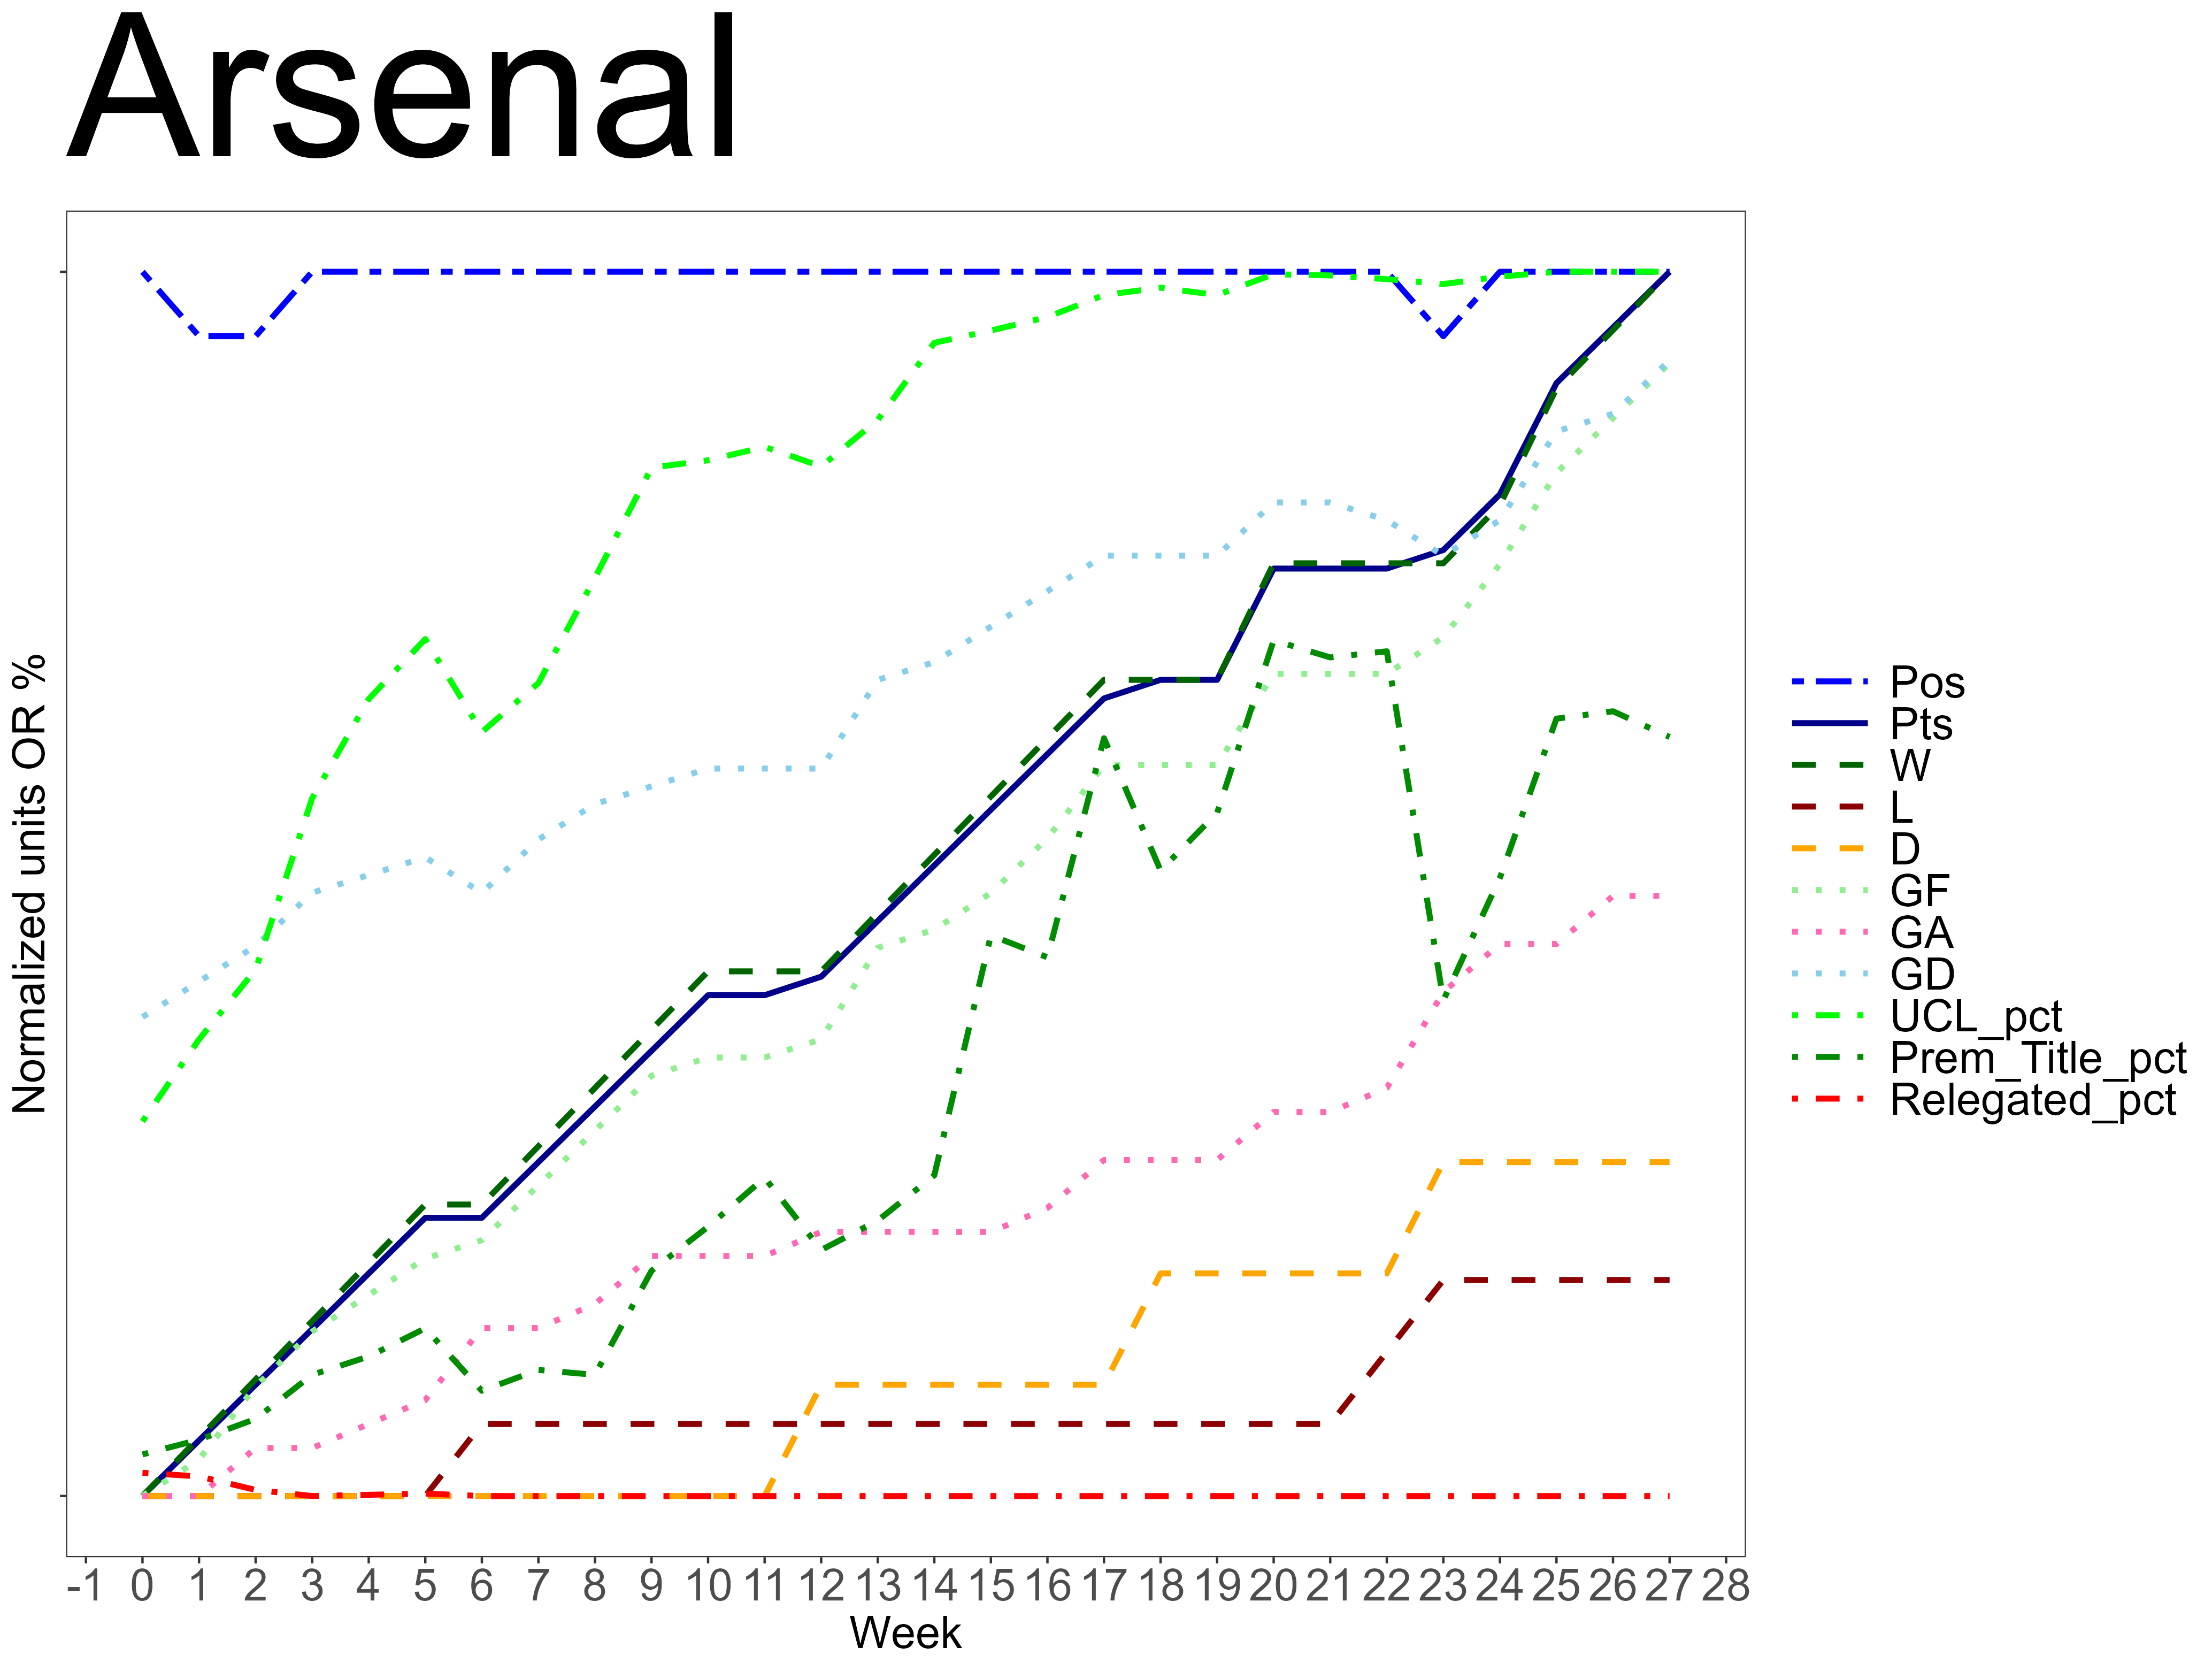 Arsenal
Normalized units OR %
Pos
Pts
W
L
D
GF
GA
GD
UCL_pct
Prem_Title_pct
Relegated_pct
-1 0 1 2 3 4 5 6 7 8 9 10 11 12 13 14 15 16 17 18 19 20 21 22 23 24 25 26 27 28
Week